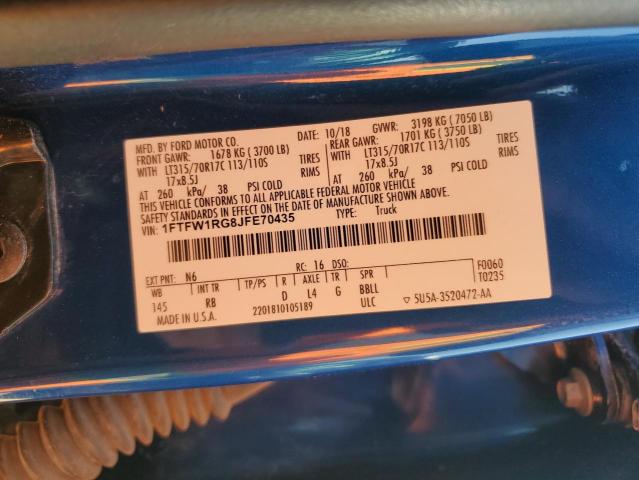 MFD. BY FORD MOTOR CO.
10/18
GVWR: 3198 KG ( 7050 LB)
FRONT GAWR: 1678 KG ( 3700 LB)
REAR GAWR: 1701 KG ( 3750 LB)
WITH LT315/70R17C 113/110S TIRES
WITH LT315/70R17C 113/110S TIRES
17x8.5J RIMS
17x8.5J RIMS
AT 260 kPa/ 38 PSI COLD
AT 260 kPa/ 38 PSI COLD
THIS VEHICLE CONFORMS TO ALL APPLICABLE FEDERAL MOTOR VEHICLE
SAFETY STANDARDS IN EFFECT ON THE DATE OF MANUFACTURE SHOWN ABOVE.
VIN: 1FTFW1RG8JFE70435
TYPE: Truck
EXT PNT: N6
RC: 16 DSO:
F0060
WB INT TR TP/PS R AXLE TR SPR
T0235
145 RB D L4 G BBLL
MADE IN U.S.A. 2201810105189 ULC
▽ 5U5A-3520472-AA